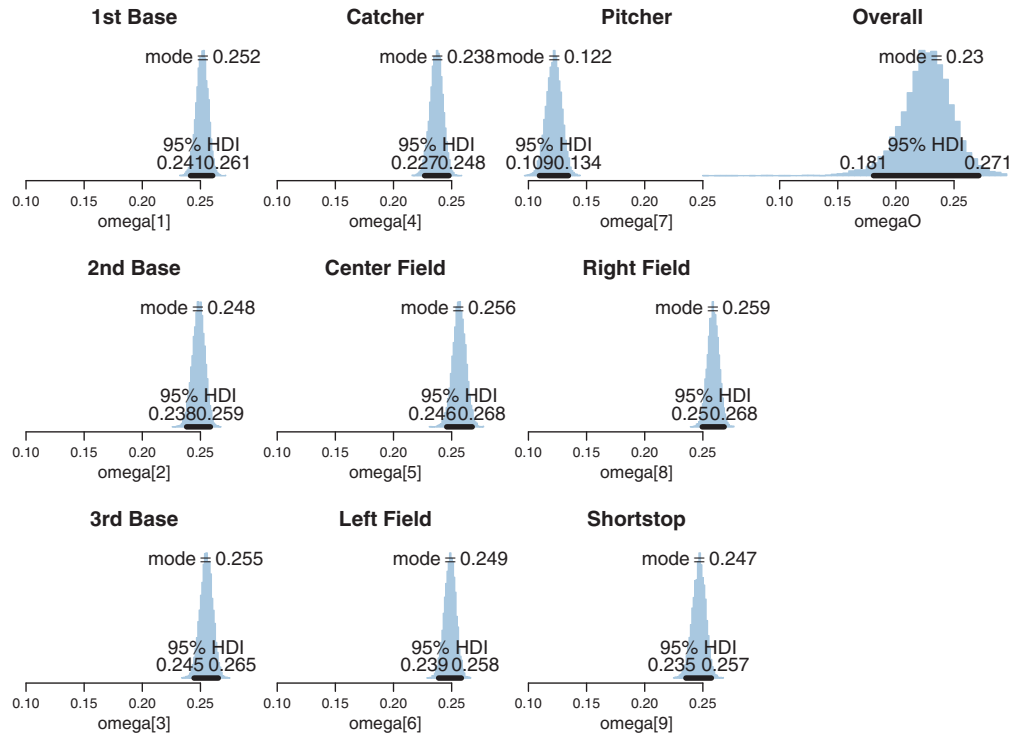 1st Base
mode = 0.252
95% HDI
0.241 0.261
0.10 0.15 0.20 0.25
omega[1]
Catcher
mode = 0.238
95% HDI
0.227 0.248
0.10 0.15 0.20 0.25
omega[4]
Pitcher
mode = 0.122
95% HDI
0.109 0.134
0.10 0.15 0.20 0.25
omega[7]
Overall
mode = 0.23
95% HDI
0.181 0.271
0.10 0.15 0.20 0.25
omegaO
2nd Base
mode = 0.248
95% HDI
0.238 0.259
0.10 0.15 0.20 0.25
omega[2]
Center Field
mode = 0.256
95% HDI
0.246 0.268
0.10 0.15 0.20 0.25
omega[5]
Right Field
mode = 0.259
95% HDI
0.25 0.268
0.10 0.15 0.20 0.25
omega[8]
3rd Base
mode = 0.255
95% HDI
0.245 0.265
0.10 0.15 0.20 0.25
omega[3]
Left Field
mode = 0.249
95% HDI
0.239 0.258
0.10 0.15 0.20 0.25
omega[6]
Shortstop
mode = 0.247
95% HDI
0.235 0.257
0.10 0.15 0.20 0.25
omega[9]